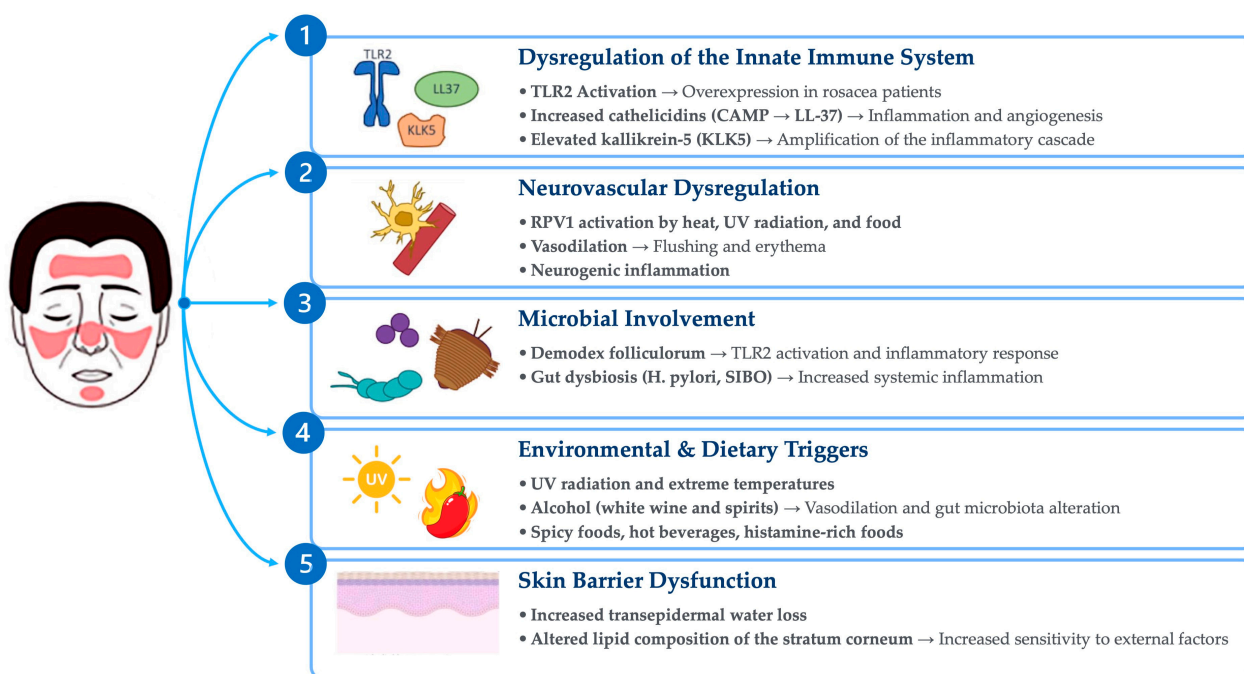 1
TLR2
LL37
KLK5
Dysregulation of the Innate Immune System
• TLR2 Activation → Overexpression in rosacea patients
• Increased cathelicidins (CAMP → LL-37) → Inflammation and angiogenesis
• Elevated kallikrein-5 (KLK5) → Amplification of the inflammatory cascade
2
Neurovascular Dysregulation
• RPV1 activation by heat, UV radiation, and food
• Vasodilation → Flushing and erythema
• Neurogenic inflammation
3
Microbial Involvement
• Demodex folliculorum → TLR2 activation and inflammatory response
• Gut dysbiosis (H. pylori, SIBO) → Increased systemic inflammation
4
UV
Environmental & Dietary Triggers
• UV radiation and extreme temperatures
• Alcohol (white wine and spirits) → Vasodilation and gut microbiota alteration
• Spicy foods, hot beverages, histamine-rich foods
5
Skin Barrier Dysfunction
• Increased transepidermal water loss
• Altered lipid composition of the stratum corneum → Increased sensitivity to external factors